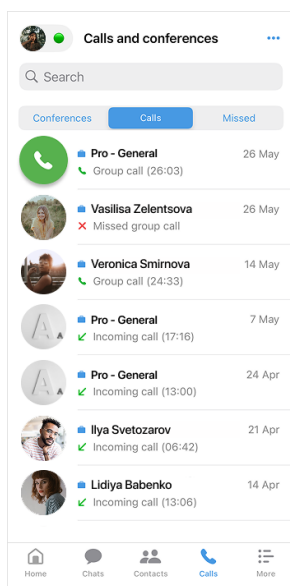 Calls and conferences
Search
Conferences Calls Missed
Pro - General 26 May
Group call (26:03)
Vasilisa Zelentsova 26 May
Missed group call
Veronica Smirnova 14 May
Group call (24:33)
Pro - General 7 May
Incoming call (17:16)
Pro - General 24 Apr
Incoming call (13:00)
Ilya Svetozarov 21 Apr
Incoming call (06:42)
Lidiya Babenko 14 Apr
Incoming call (13:06)
Home Chats Contacts Calls More